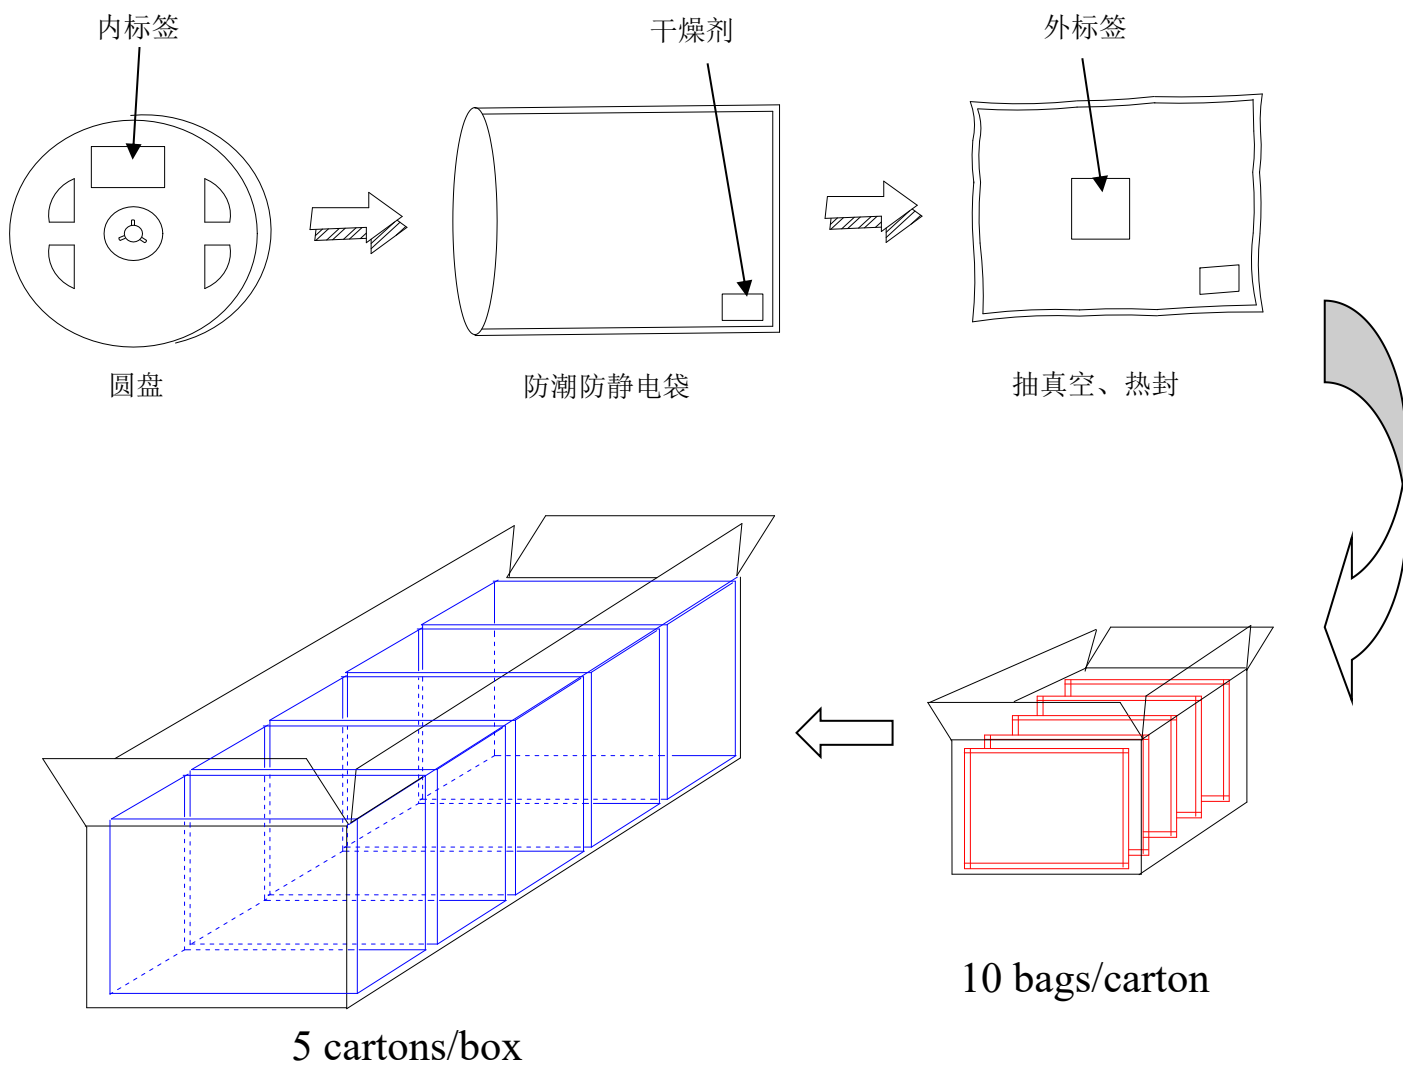 内标签
干燥剂
外标签
圆盘
防潮防静电袋
抽真空、热封
10 bags/carton
5 cartons/box